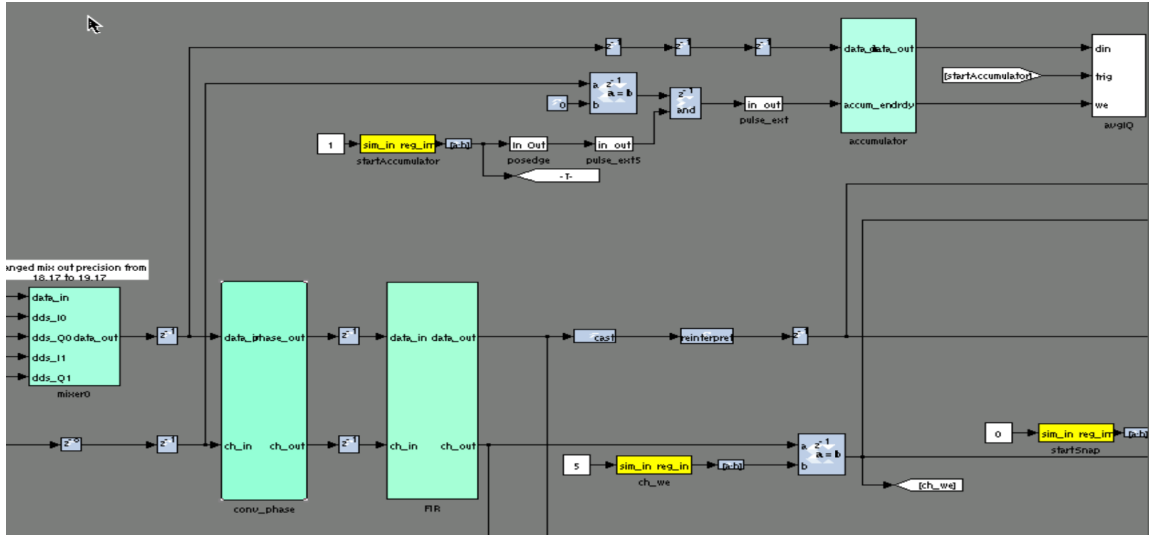 z⁻¹ z⁻¹ z⁻¹
data_i data_out
accum_endrdy
accumulator
din
trig
we
avgIQ
[startAccumulator]
a z⁻¹
b a = b
0
z⁻¹
and
in out
pulse_ext
1
sim_in reg_in
startAccumulator
[a:b]
In Out
posedge
in out
pulse_ext5
-T-
anged mix out precision from
18.17 to 19.17
data_in
dds_I0
dds_Q0 data_out
dds_I1
dds_Q1
mixer0
z⁻¹
data_i phase_out
ch_in ch_out
conv_phase
z⁻¹
data_in data_out
ch_in ch_out
FIR
cast
reinterpret
z⁻¹
z⁻¹
z⁻¹
5
sim_in reg_in
ch_we
[a:b]
a z⁻¹
b a = b
[ch_we]
0
sim_in reg_in
startSnap
[a:b]